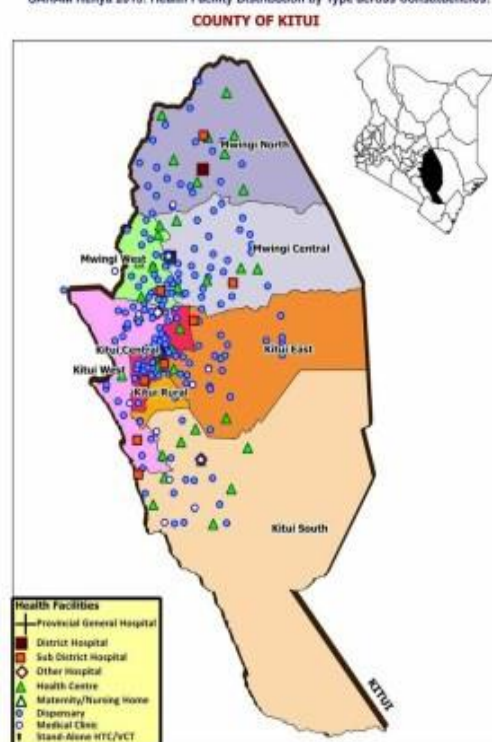 COUNTY OF KITUI
Mwingi North
Mwingi Central
Mwingi West
Kitui Central
Kitui East
Kitui West
Kitui Rural
Kitui South
KITUI
Health Facilities
Provincial General Hospital
District Hospital
Sub District Hospital
Other Hospital
Health Centre
Maternity/Nursing Home
Dispensary
Medical Clinic
Stand-Alone HTC/VCT